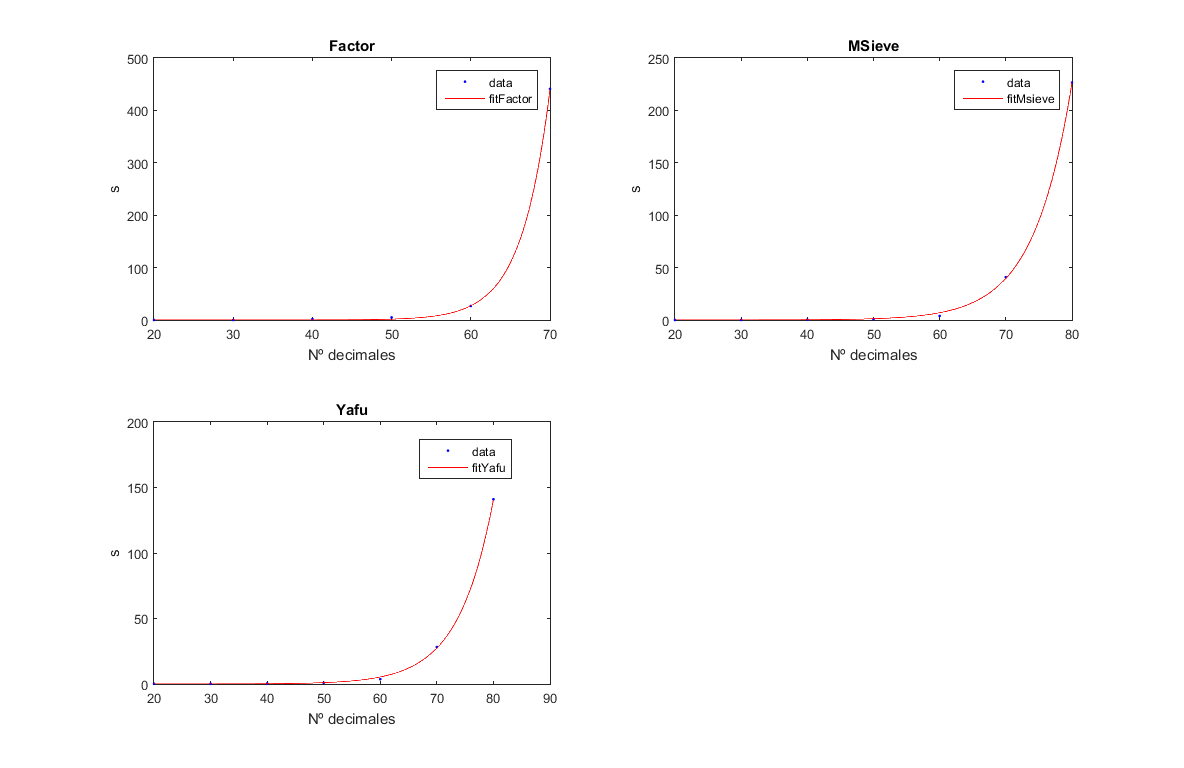 Factor
500
400
300
200
100
0
s
data
fitFactor
20 30 40 50 60 70
Nº decimales
MSieve
250
200
150
100
50
0
s
data
fitMsieve
20 30 40 50 60 70 80
Nº decimales
Yafu
200
150
100
50
0
s
data
fitYafu
20 30 40 50 60 70 80 90
Nº decimales